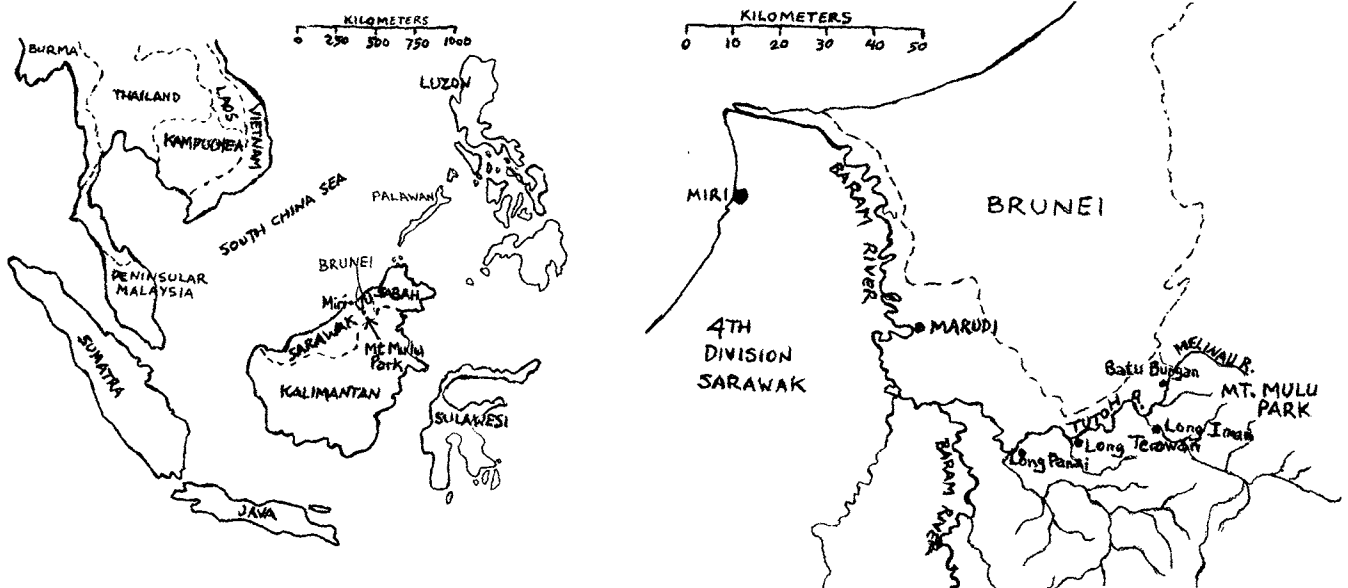 KILOMETERS
0 250 500 750 1000
BURMA
THAILAND
LAOS
VIETNAM
KAMPUCHEA
LUZON
SOUTH CHINA SEA
PALAWAN
PENINSULAR
MALAYSIA
BRUNEI
Miri
SABAH
SARAWAK
Mt Mulu
Park
KALIMANTAN
SUMATRA
SULAWESI
JAVA
KILOMETERS
0 10 20 30 40 50
MIRI
BARAM RIVER
BRUNEI
MARUDI
4TH
DIVISION
SARAWAK
MELINAU R.
Batu Bungan
MT. MULU
PARK
TUTOH R.
Long Iman
Long Terawan
Long Panai
BARAM RIVER